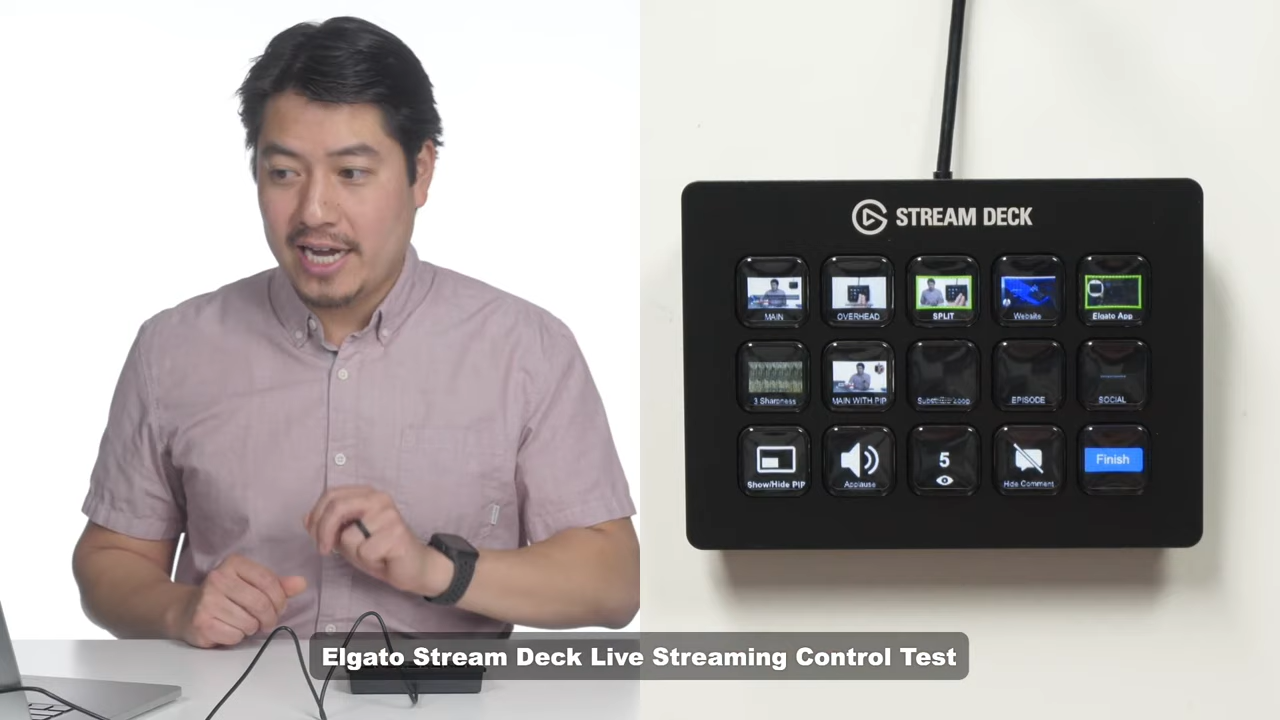 STREAM DECK
MAIN
OVERHEAD
SPLIT
Website
Elgato App
3 Sharpness
MAIN WITH PIP
EPISODE
SOCIAL
Show/Hide PIP
Applause
5
Hide Comment
Finish
Elgato Stream Deck Live Streaming Control Test